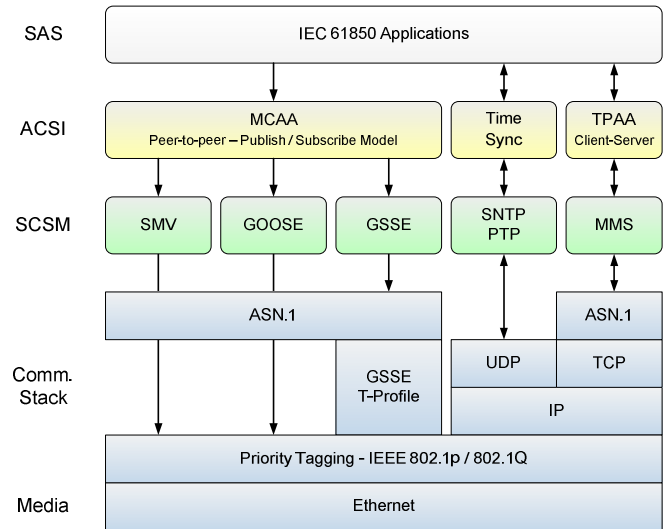 SAS
IEC 61850 Applications
ACSI
MCAA
Peer-to-peer – Publish / Subscribe Model
Time
Sync
TPAA
Client-Server
SCSM
SMV
GOOSE
GSSE
SNTP
PTP
MMS
ASN.1
ASN.1
Comm.
Stack
GSSE
T-Profile
UDP
TCP
IP
Priority Tagging - IEEE 802.1p / 802.1Q
Media
Ethernet